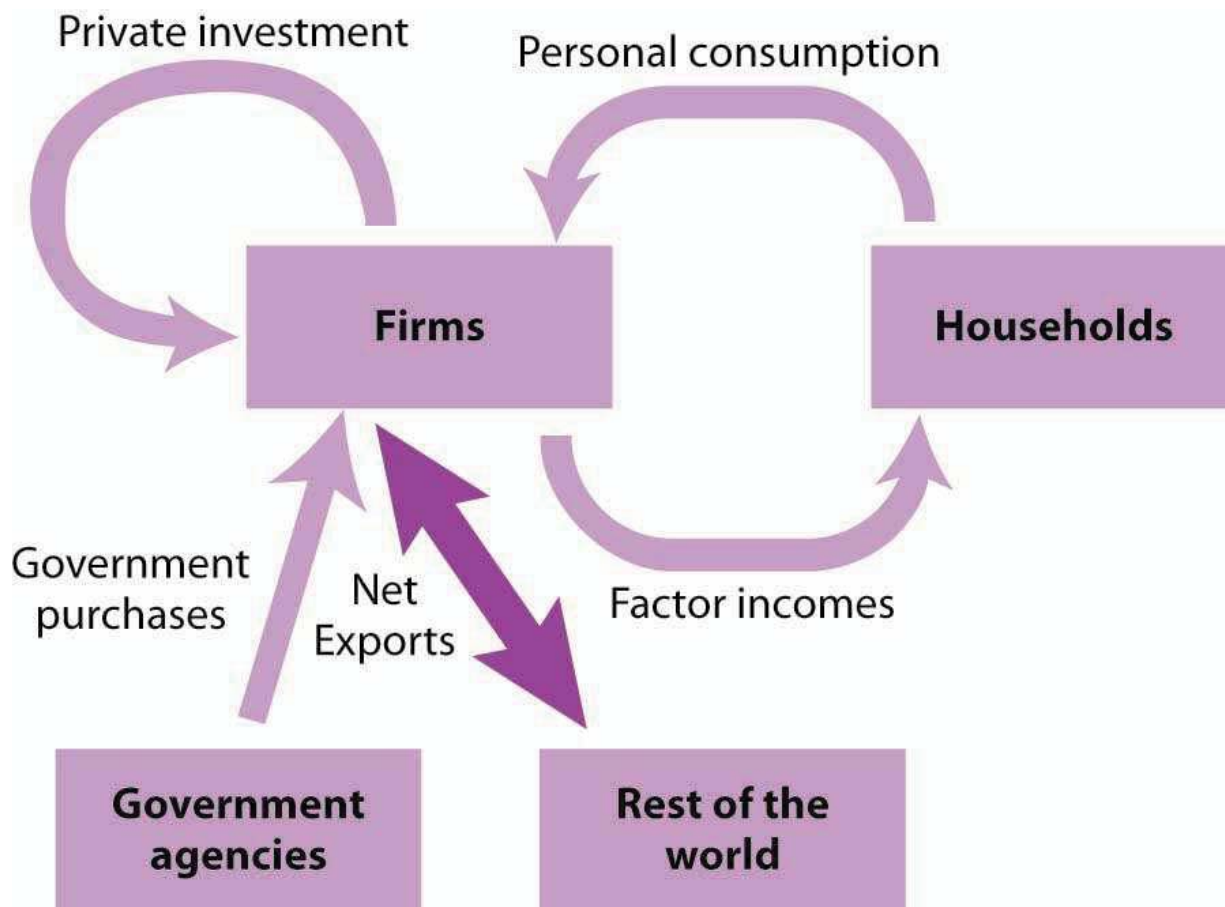 Private investment
Personal consumption
Firms
Households
Government
purchases
Net
Exports
Factor incomes
Government
agencies
Rest of the
world